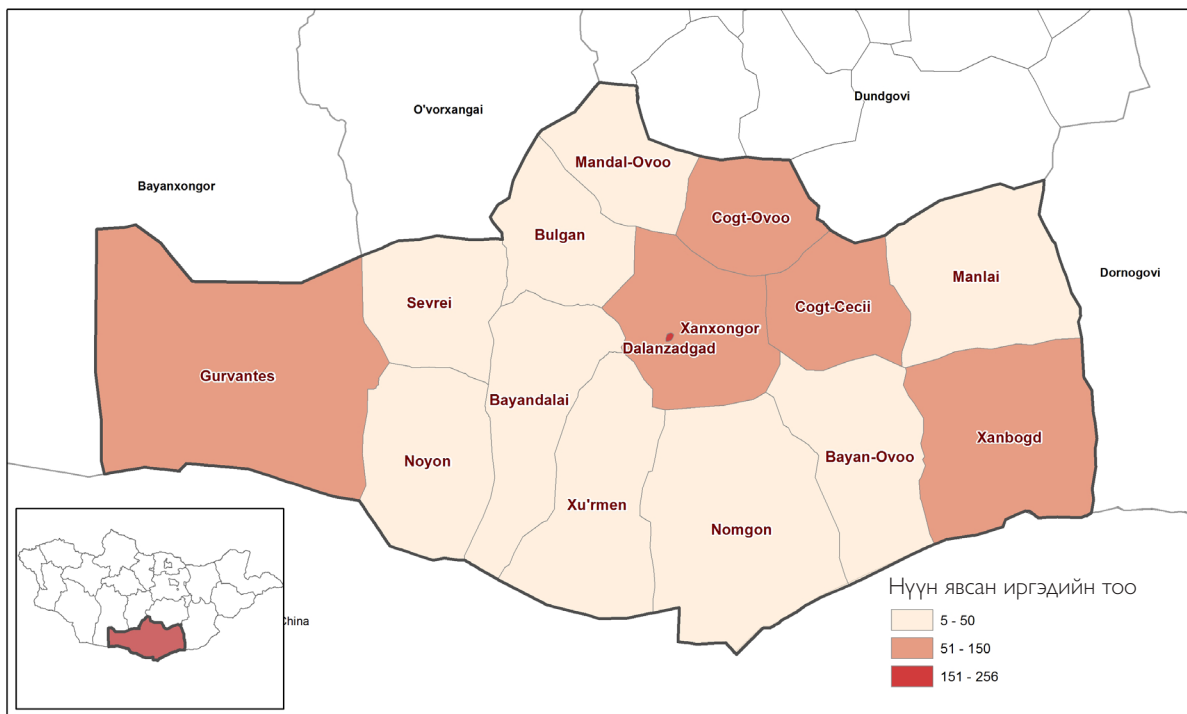 O'vorxangai
Dundgovi
Mandal-Ovoo
Bayanxongor
Cogt-Ovoo
Bulgan
Dornogovi
Manlai
Sevrei
Cogt-Cecii
Xanxongor
Dalanzadgad
Gurvantes
Bayandalai
Xanbogd
Noyon
Bayan-Ovoo
Xu'rmen
Nomgon
Нүүн явсан иргэдийн тоо
5 - 50
51 - 150
151 - 256
China